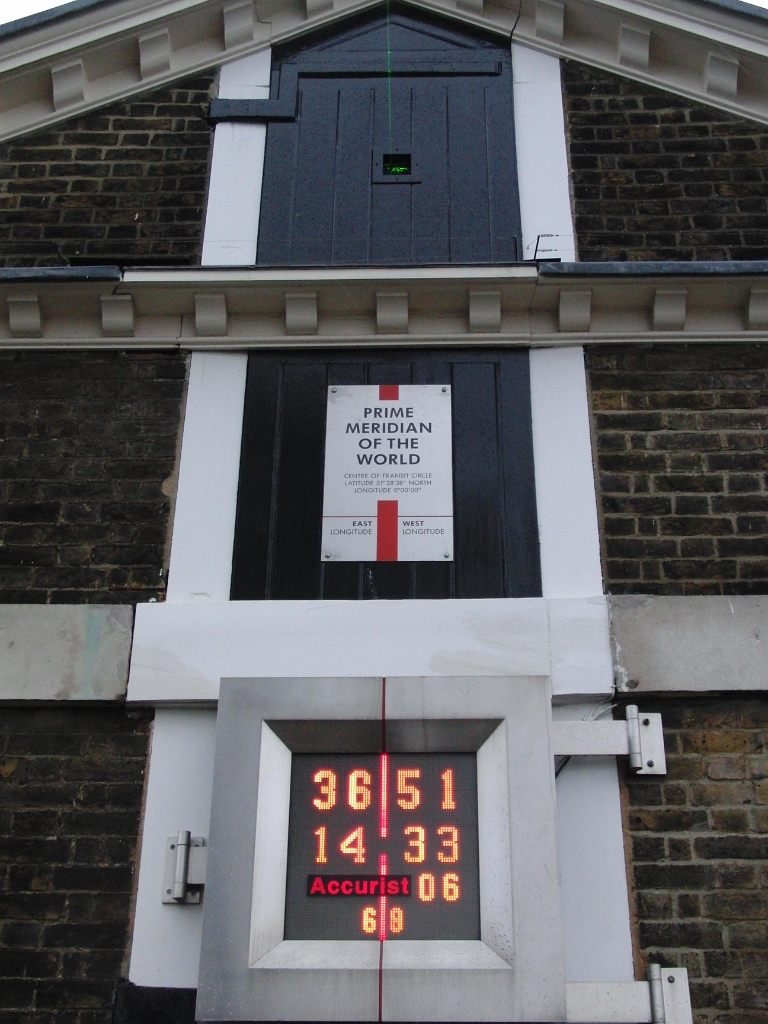 PRIME
MERIDIAN
OF THE
WORLD
CENTRE OF TRANSIT CIRCLE
LATITUDE 51° 28' 38'' NORTH
LONGITUDE 0° 00' 00''
EAST WEST
LONGITUDE LONGITUDE
36 51
14 33
Accurist 06
68